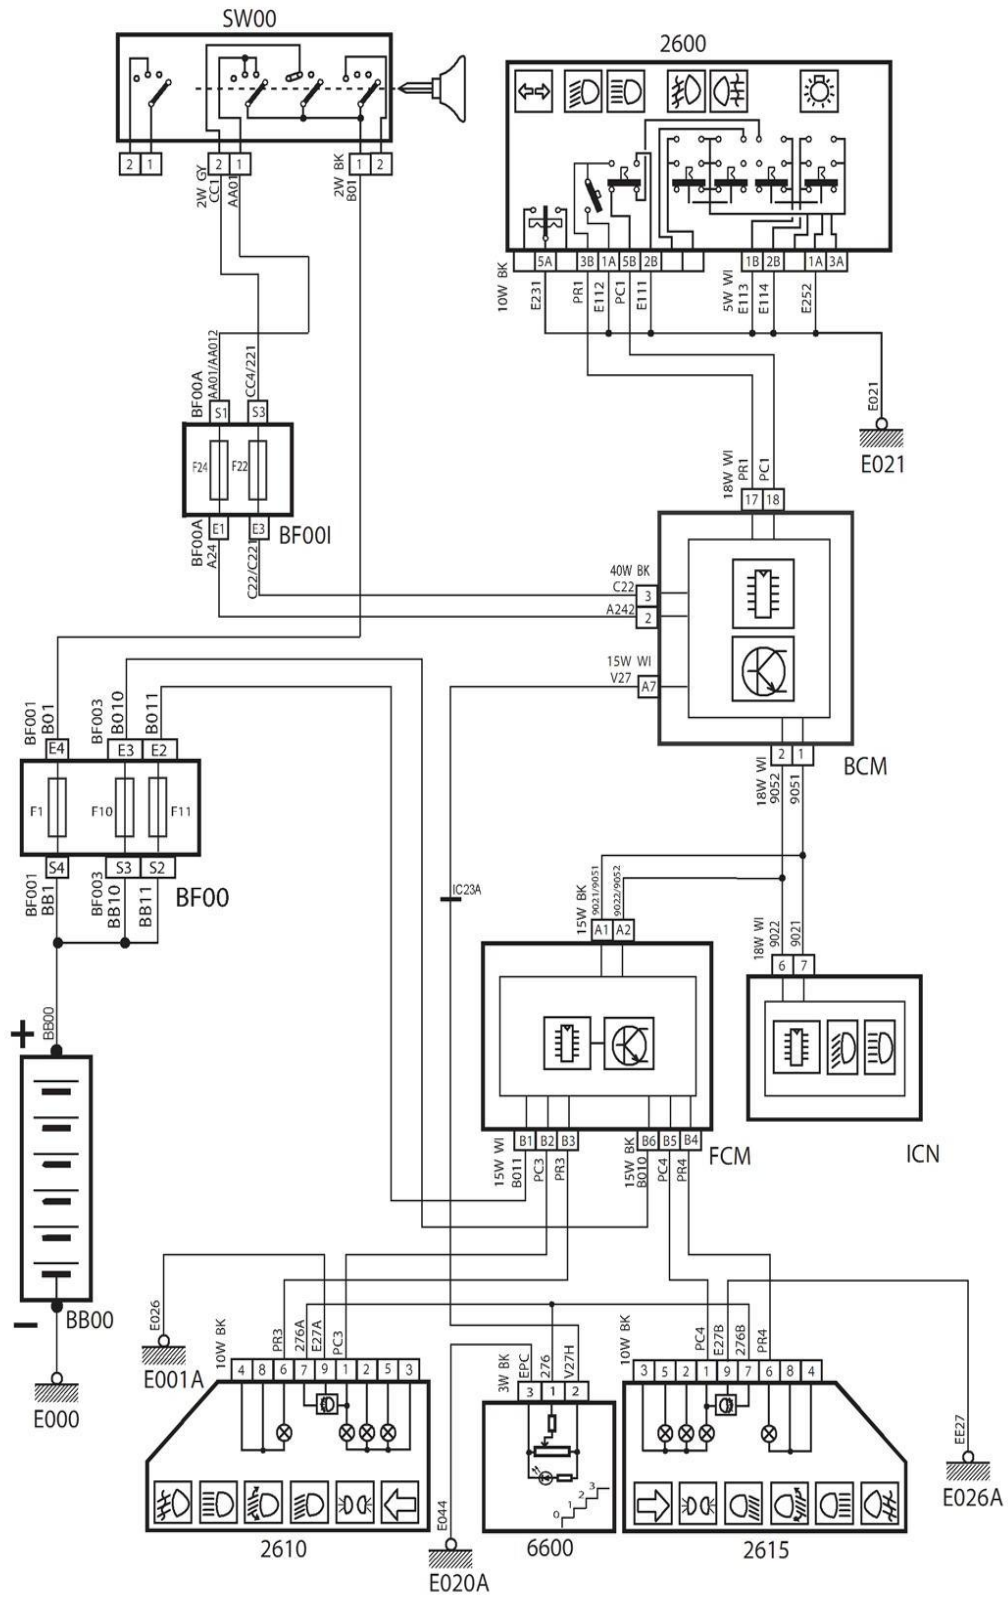 SW00
2600
2 1
2 1
1 2
2W GY
CC1
AA01
2W BK
B01
5A
3B 1A 5B 2B
1B 2B
1A 3A
10W BK
E231
PR1
E112
PC1
E111
5W WI
E113
E114
E252
E021
E021
BF00A
AA01/AA012
CC4/221
S1 S3
F24 F22
E1 E3
BF00I
BF00A
A24
C22/C221
18W WI
PR1
PC1
17 18
40W BK
C22
3
A242
2
15W WI
V27
A7
2 1
BCM
18W WI
9052
9051
BF001
B01
BF003
B010
B011
E4 E3 E2
F1 F10 F11
S4 S3 S2
BF00
BF001
BB1
BF003
BB10
BB11
IC23A
15W BK
9021/9051
9022/9052
A1 A2
18W WI
9022
9021
6 7
+
BB00
ICN
B1 B2 B3
B6 B5 B4
FCM
15W WI
B011
PC3
PR3
15W BK
B010
PC4
PR4
−
BB00
E000
E026
E001A
10W BK
PR3
276A
E27A
PC3
4 8 6 7 9 1 2 5 3
2610
3W BK
EPC
276
V27H
3 1 2
0 1 2 3
6600
E044
E020A
10W BK
PC4
E27B
276B
PR4
3 5 2 1 9 7 6 8 4
2615
EE27
E026A